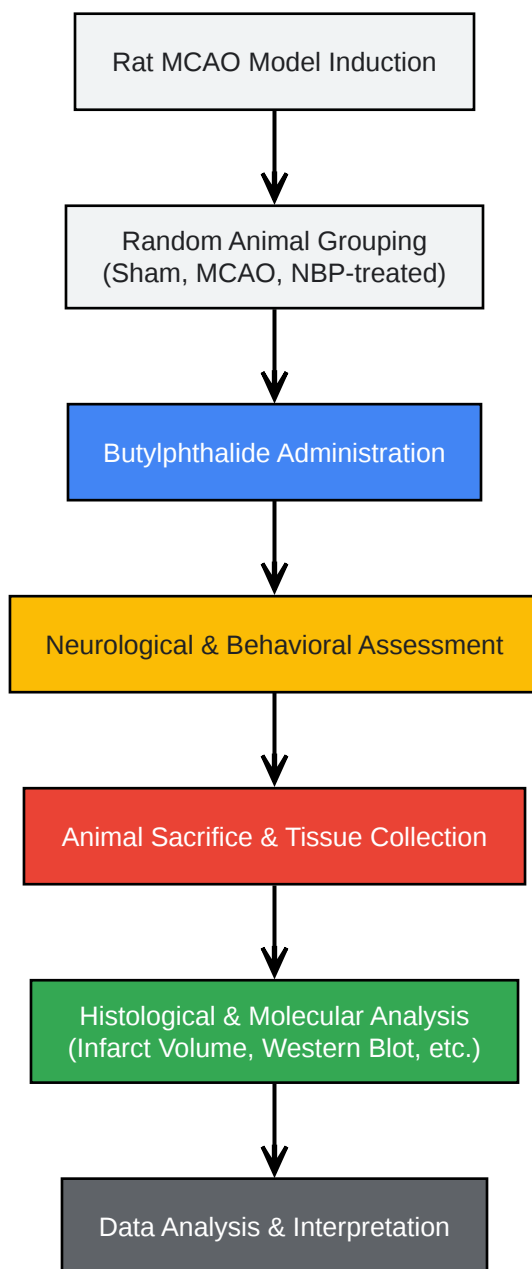 Rat MCAO Model Induction
Random Animal Grouping
(Sham, MCAO, NBP-treated)
Butylphthalide Administration
Neurological & Behavioral Assessment
Animal Sacrifice & Tissue Collection
Histological & Molecular Analysis
(Infarct Volume, Western Blot, etc.)
Data Analysis & Interpretation